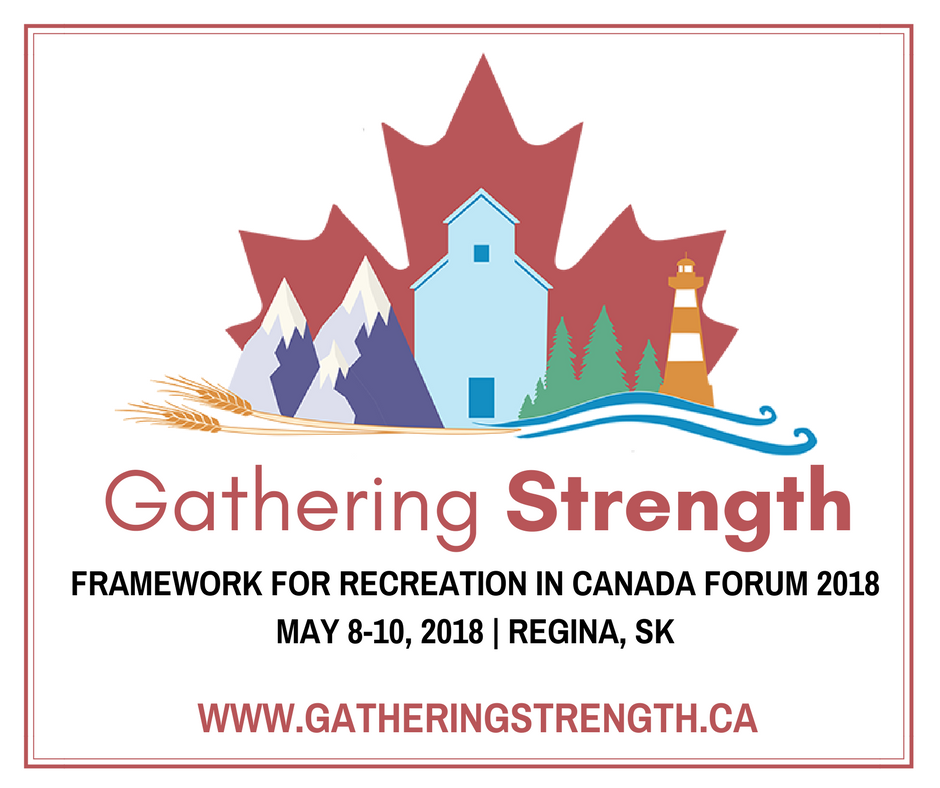 Gathering Strength
FRAMEWORK FOR RECREATION IN CANADA FORUM 2018
MAY 8-10, 2018 | REGINA, SK
WWW.GATHERINGSTRENGTH.CA